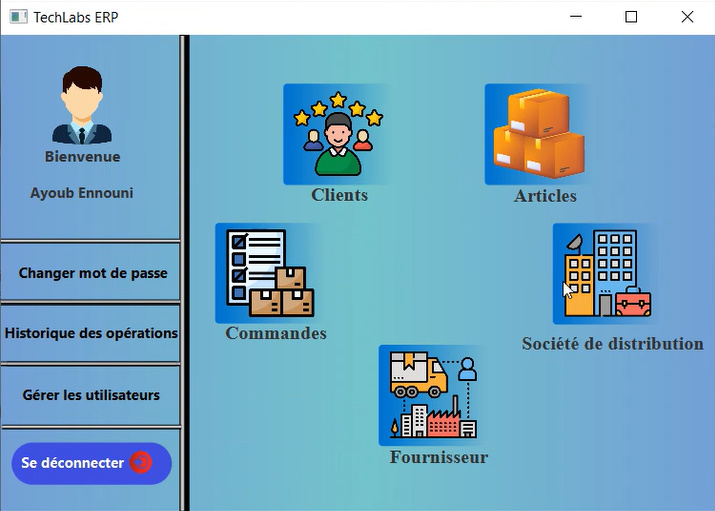 TechLabs ERP
Bienvenue
Ayoub Ennouni
Changer mot de passe
Historique des opérations
Gérer les utilisateurs
Se déconnecter
Clients
Articles
Commandes
Société de distribution
Fournisseur